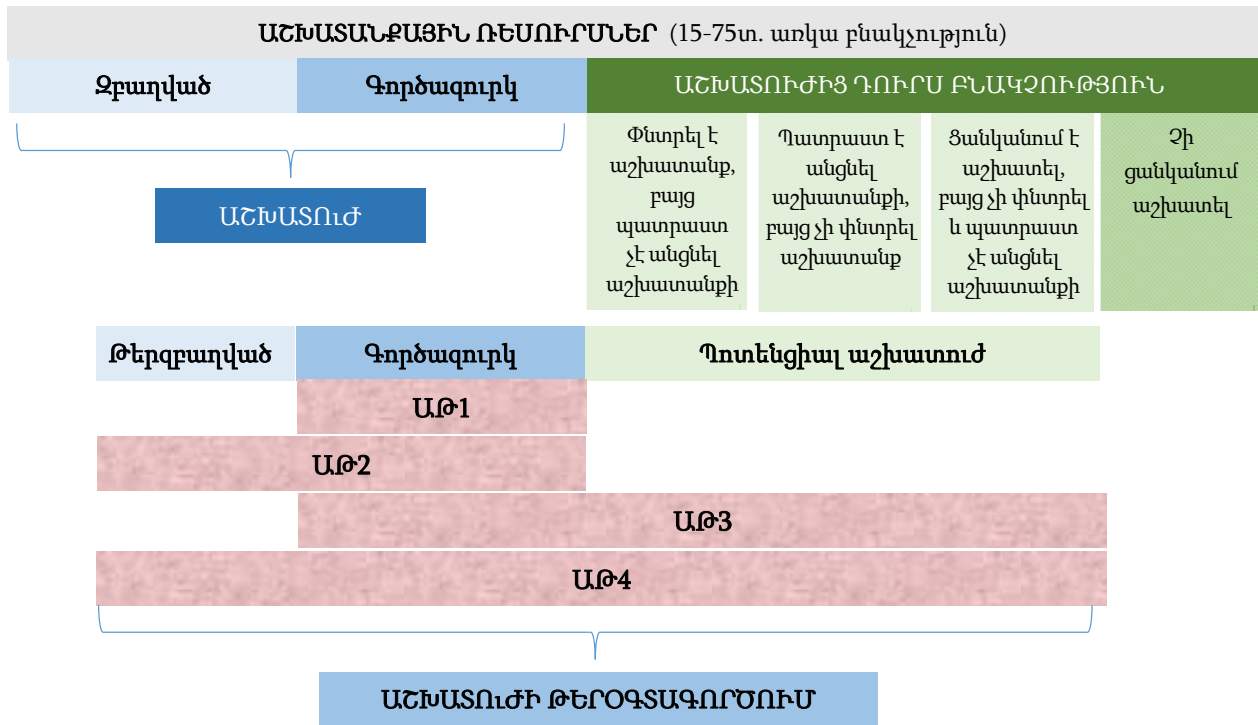 ԱՇԽԱՏԱՆՔԱՅԻՆ ՌԵՍՈՒՐՍՆԵՐ (15-75տ. առկա բնակչություն)
Զբաղված
Գործազուրկ
ԱՇԽԱՏՈՒԺԻՑ ԴՈՒՐՍ ԲՆԱԿՉՈՒԹՅՈՒՆ
ԱՇԽԱՏՈւԺ
Փնտրել է
աշխատանք,
բայց
պատրաստ
չէ անցնել
աշխատանքի
Պատրաստ է
անցնել
աշխատանքի,
բայց չի փնտրել
աշխատանք
Ցանկանում է
աշխատել,
բայց չի փնտրել
և պատրաստ
չէ անցնել
աշխատանքի
Չի
ցանկանում
աշխատել
Թերզբաղված
Գործազուրկ
Պոտենցիալ աշխատուժ
ԱԹ1
ԱԹ2
ԱԹ3
ԱԹ4
ԱՇԽԱՏՈւԺԻ ԹԵՐՕԳՏԱԳՈՐԾՈՒՄ